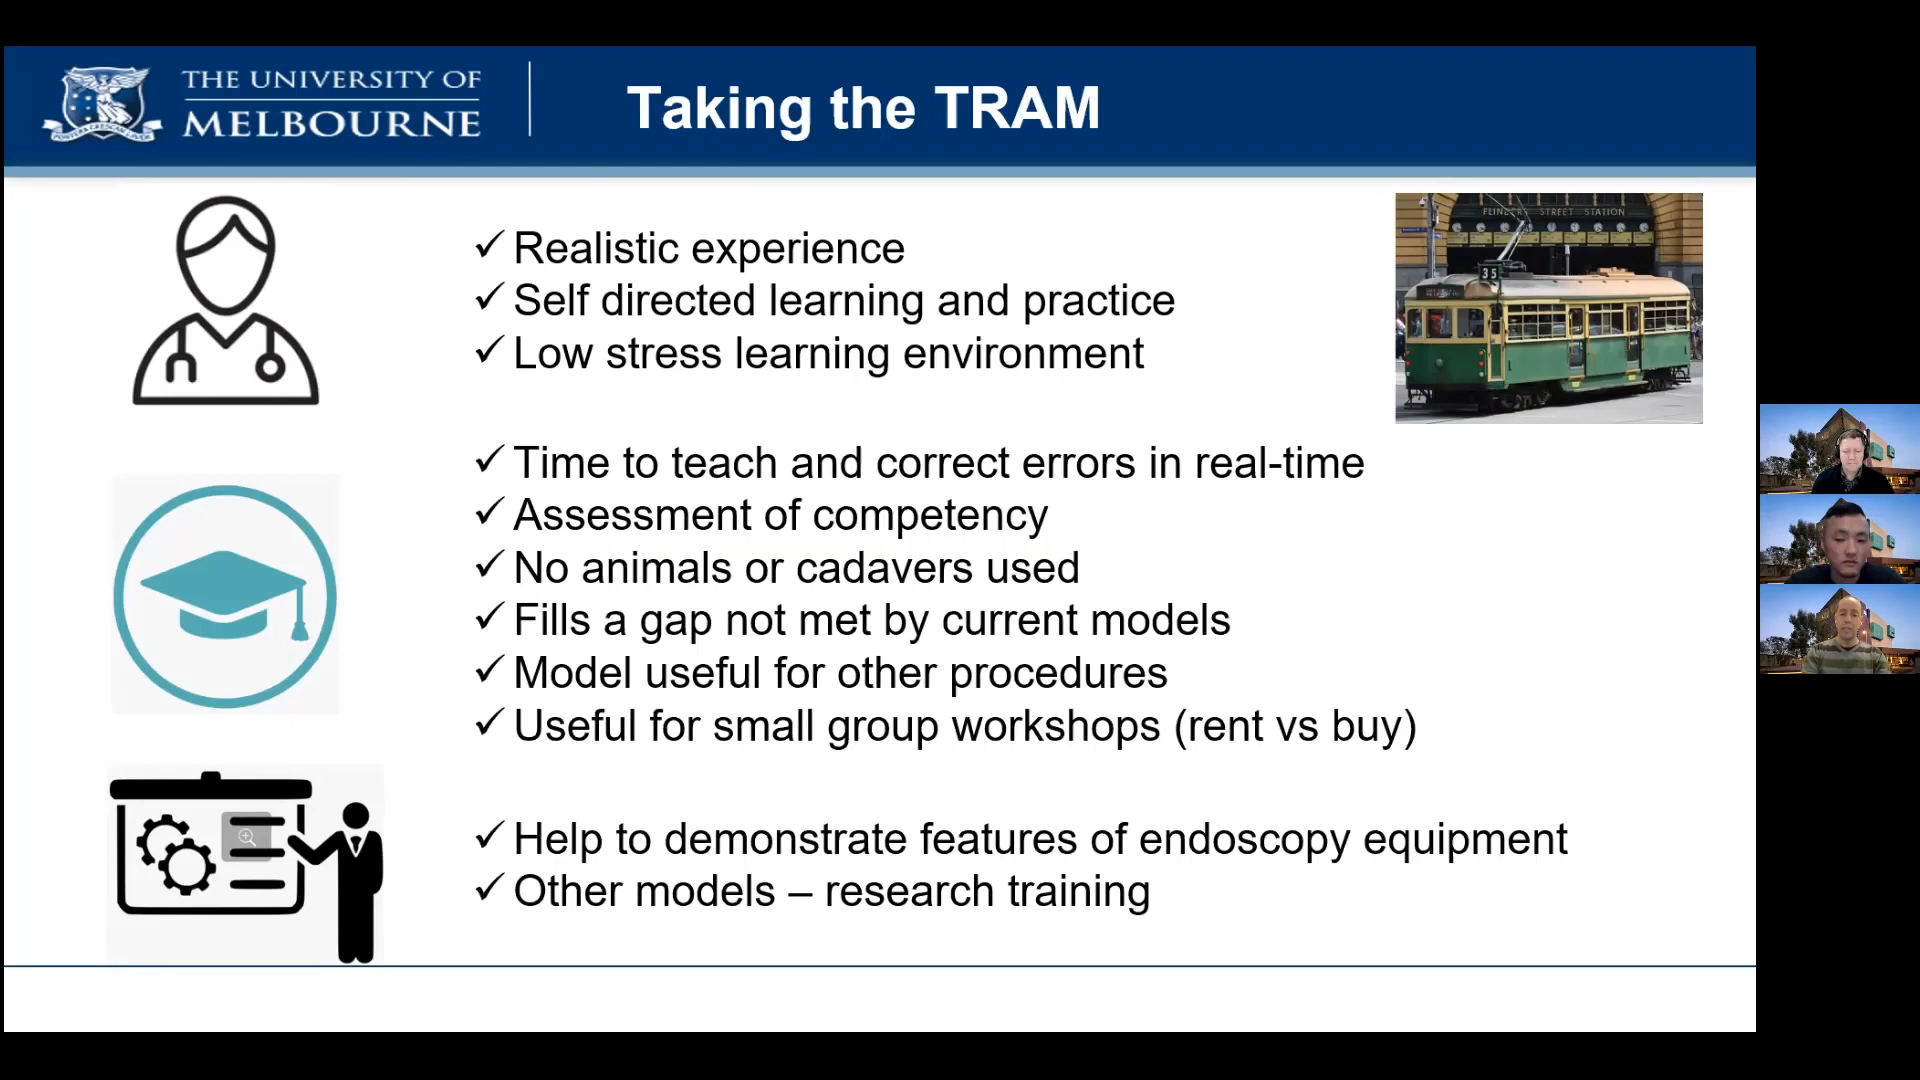 THE UNIVERSITY OF
MELBOURNE
Taking the TRAM
FLINDERS STREET STATION
35
✓ Realistic experience
✓ Self directed learning and practice
✓ Low stress learning environment
✓ Time to teach and correct errors in real-time
✓ Assessment of competency
✓ No animals or cadavers used
✓ Fills a gap not met by current models
✓ Model useful for other procedures
✓ Useful for small group workshops (rent vs buy)
✓ Help to demonstrate features of endoscopy equipment
✓ Other models – research training